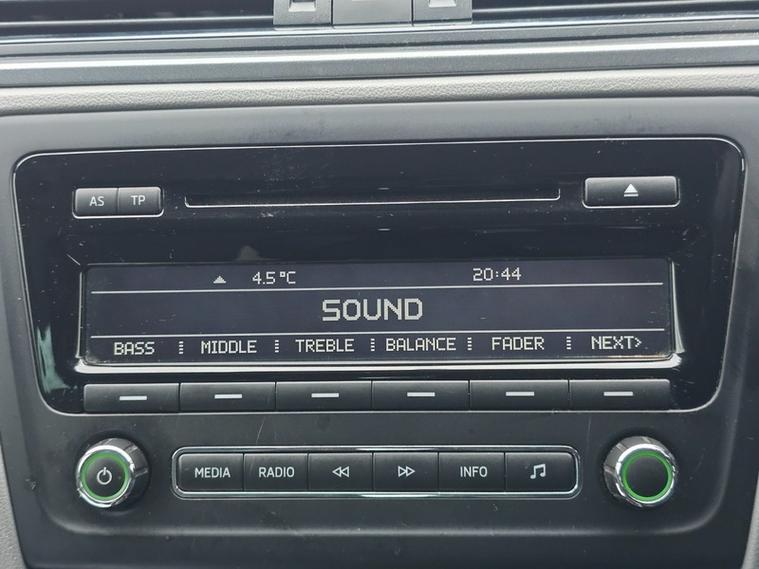 AS TP
4.5°C 20:44
SOUND
BASS MIDDLE TREBLE BALANCE FADER NEXT>
MEDIA RADIO INFO